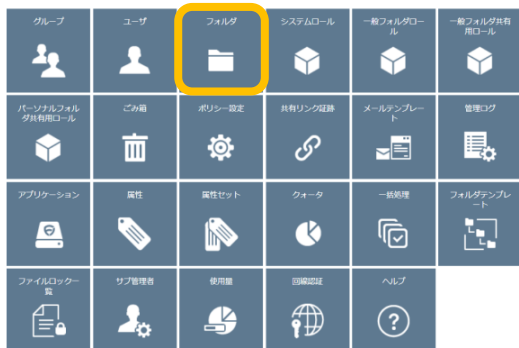 グループ
ユーザ
フォルダ
システムロール
一般フォルダロー
ル
一般フォルダ共有
用ロール
パーソナルフォル
ダ共有用ロール
ごみ箱
ポリシー設定
共有リンク証跡
メールテンプレー
ト
管理ログ
アプリケーション
属性
属性セット
クォータ
一括処理
フォルダテンプレ
ート
ファイルロック一
覧
サブ管理者
使用量
回線認証
ヘルプ